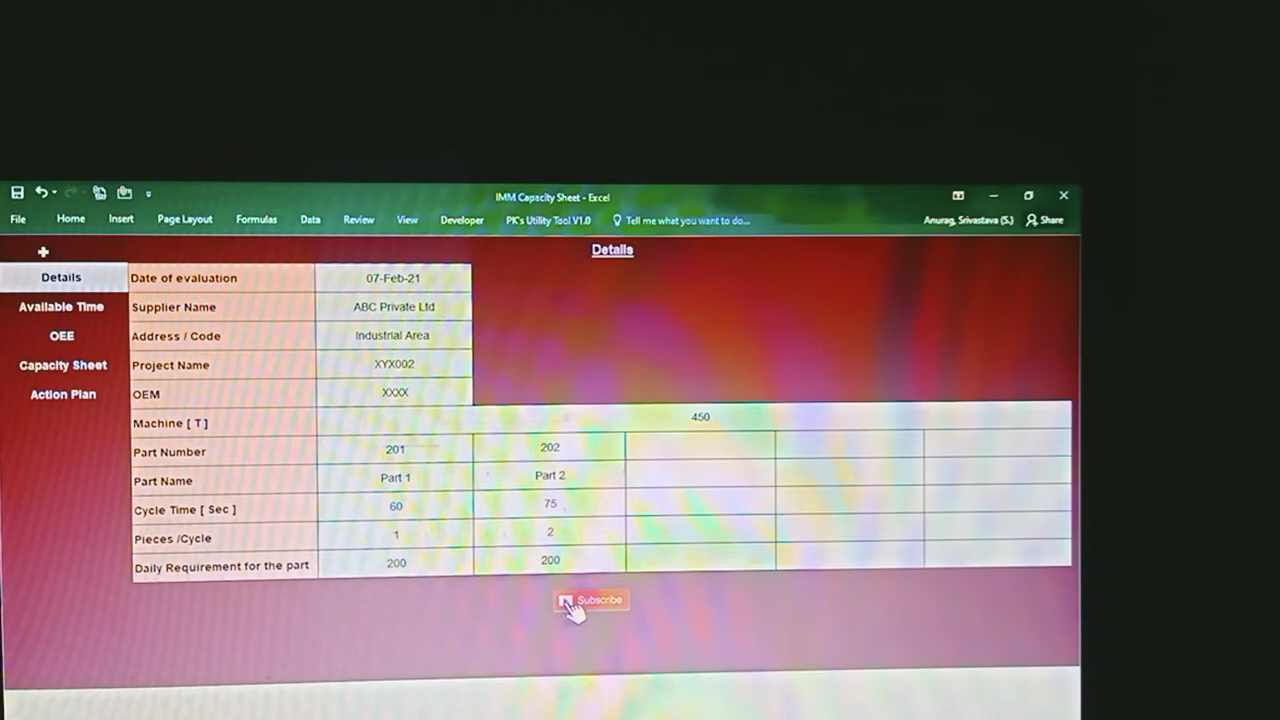 IMM Capacity Sheet - Excel
File Home Insert Page Layout Formulas Data Review View Developer PK's Utility Tool V1.0 Tell me what you want to do... Anurag, Srivastava (S.) Share
Details
Details Date of evaluation 07-Feb-21
Available Time Supplier Name ABC Private Ltd
OEE Address / Code Industrial Area
Capacity Sheet Project Name XYX002
Action Plan OEM XXXX
Machine [ T ] 450
Part Number 201 202
Part Name Part 1 Part 2
Cycle Time [ Sec ] 60 75
Pieces /Cycle 1 2
Daily Requirement for the part 200 200
Subscribe